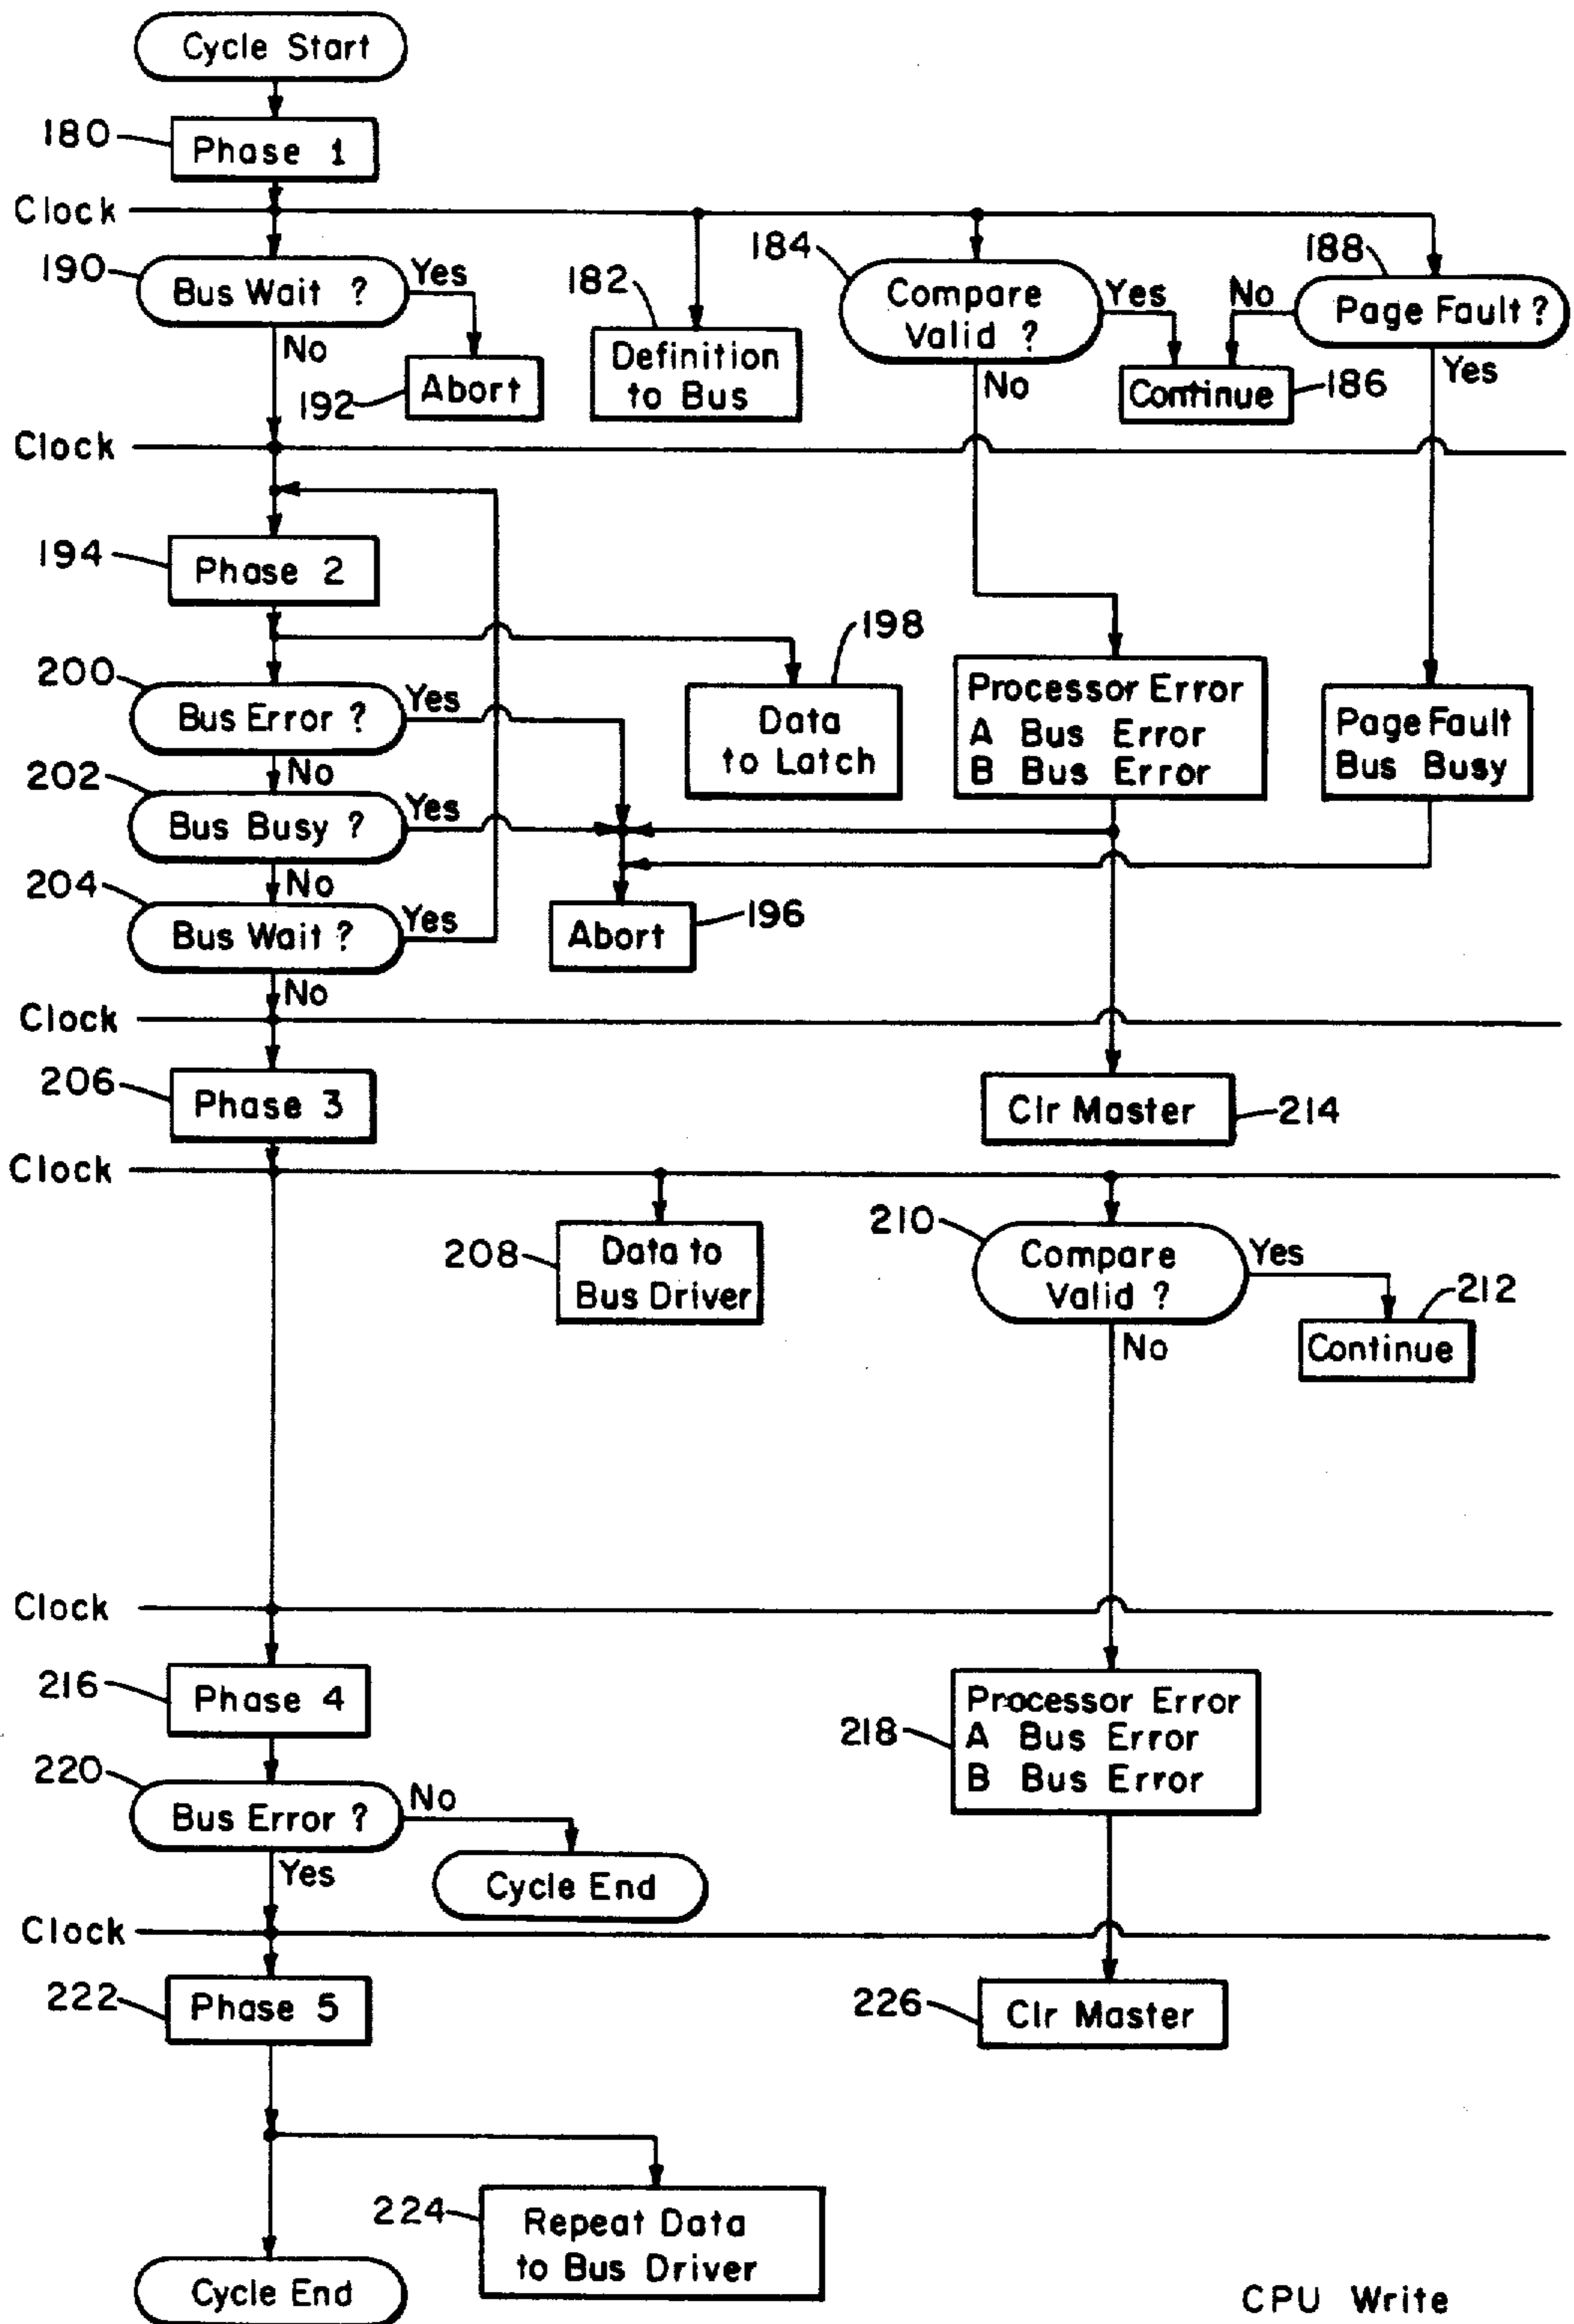 Cycle Start
180
Phase 1
Clock
190
Bus Wait ?
Yes
No
192
Abort
182
Definition
to Bus
184
Compare
Valid ?
Yes
No
188
Page Fault ?
No
Yes
Continue
186
Clock
194
Phase 2
198
Data
to Latch
200
Bus Error ?
Yes
No
202
Bus Busy ?
Yes
No
204
Bus Wait ?
Yes
No
Abort
196
Processor Error
A Bus Error
B Bus Error
Page Fault
Bus Busy
Clock
206
Phase 3
Clr Master
214
Clock
208
Data to
Bus Driver
210
Compare
Valid ?
Yes
No
212
Continue
Clock
216
Phase 4
218
Processor Error
A Bus Error
B Bus Error
220
Bus Error ?
No
Yes
Cycle End
Clock
222
Phase 5
226
Clr Master
224
Repeat Data
to Bus Driver
Cycle End
CPU Write